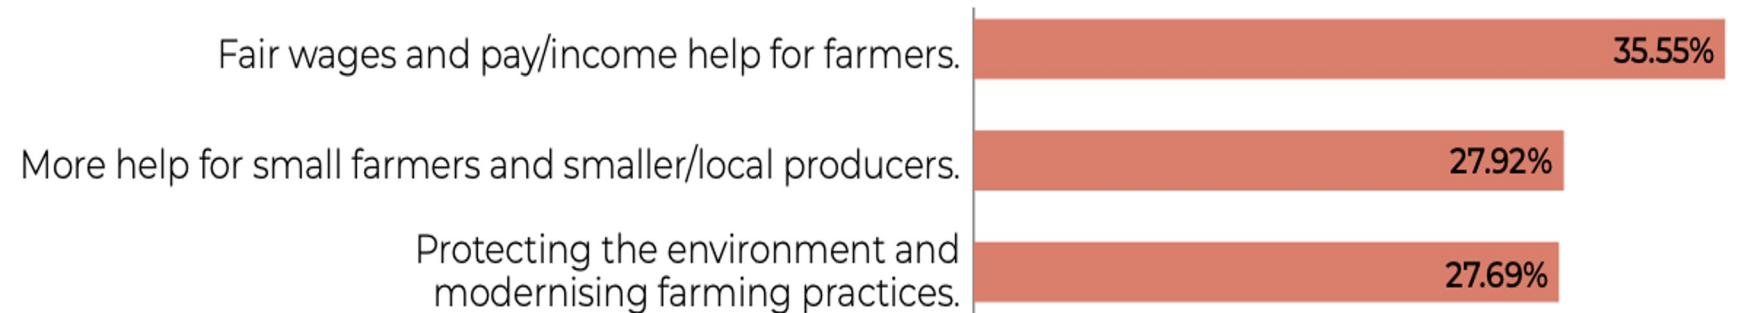 Fair wages and pay/income help for farmers. 35.55%
More help for small farmers and smaller/local producers. 27.92%
Protecting the environment and
modernising farming practices. 27.69%